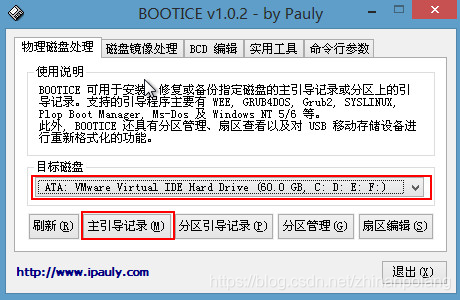 BOOTICE v1.0.2 - by Pauly
物理磁盘处理 磁盘镜像处理 BCD 编辑 实用工具 命令行参数
使用说明
BOOTICE 可用于安装、修复或备份指定磁盘的主引导记录或分区上的引
导记录。支持的引导程序主要有 WEE, GRUB4DOS, Grub2, SYSLINUX,
Plop Boot Manager, Ms-Dos 及 Windows NT 5/6 等。
此外, BOOTICE 还具有分区管理、扇区查看以及对 USB 移动存储设备进
行重新格式化的功能。
目标磁盘
ATA: VMware Virtual IDE Hard Drive (60.0 GB, C: D: E: F:)
刷新(R) 主引导记录(M) 分区引导记录(P) 分区管理(G) 扇区编辑(S)
http://www.ipauly.com 退出(X)
https://blog.csdn.net/zhinanpolang